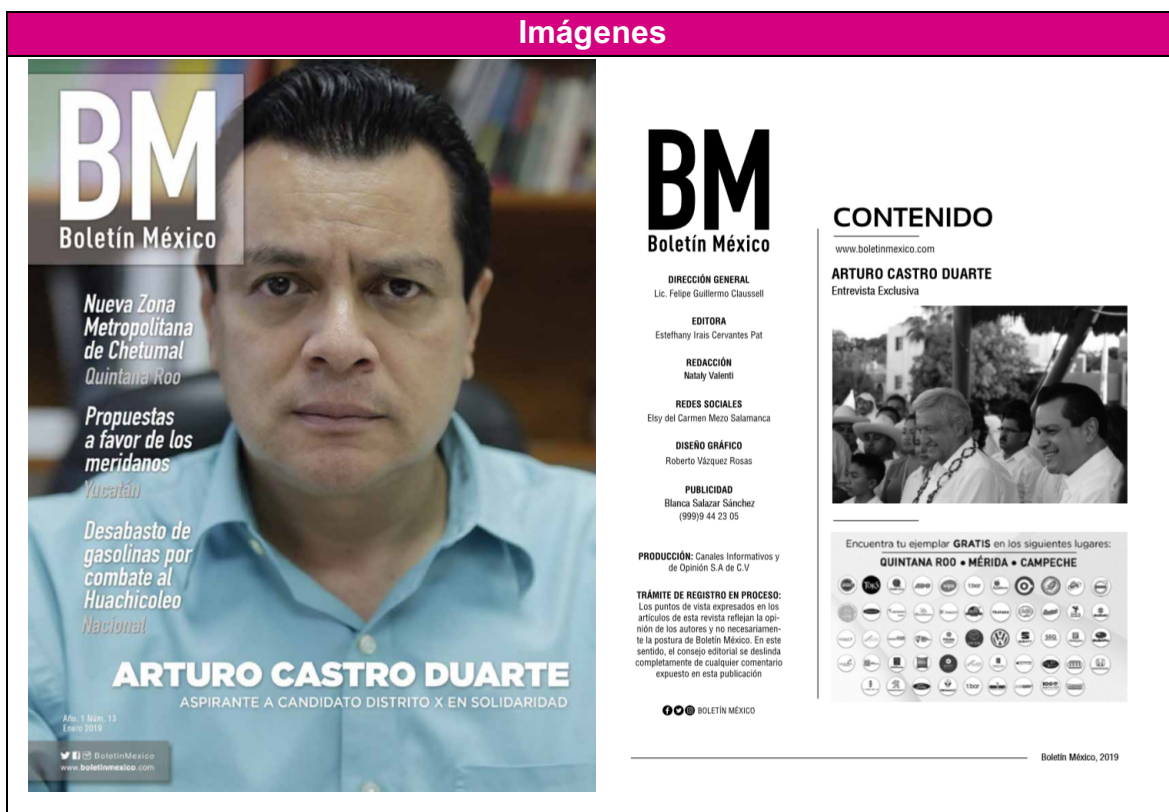 Imágenes
BM
Boletín México
Nueva Zona
Metropolitana
de Chetumal
Quintana Roo
Propuestas
a favor de los
meridanos
Yucatán
Desabasto de
gasolinas por
combate al
Huachicoleo
Nacional
ARTURO CASTRO DUARTE
ASPIRANTE A CANDIDATO DISTRITO X EN SOLIDARIDAD
Año. 1 Núm. 13
Enero 2019
BoletinMexico
www.boletinmexico.com
BM
Boletín México
DIRECCIÓN GENERAL
Lic. Felipe Guillermo Claussell
EDITORA
Estefhany Irais Cervantes Pat
REDACCIÓN
Nataly Valenti
REDES SOCIALES
Elsy del Carmen Mezo Salamanca
DISEÑO GRÁFICO
Roberto Vázquez Rosas
PUBLICIDAD
Blanca Salazar Sánchez
(999)9 44 23 05
PRODUCCIÓN: Canales Informativos y
de Opinión S.A de C.V
TRÁMITE DE REGISTRO EN PROCESO:
Los puntos de vista expresados en los
artículos de esta revista reflejan la opi-
nión de los autores y no necesariamen-
te la postura de Boletín México. En este
sentido, el consejo editorial se deslinda
completamente de cualquier comentario
expuesto en esta publicación
BOLETÍN MÉXICO
CONTENIDO
www.boletinmexico.com
ARTURO CASTRO DUARTE
Entrevista Exclusiva
Encuentra tu ejemplar GRATIS en los siguientes lugares:
QUINTANA ROO • MÉRIDA • CAMPECHE
Boletín México, 2019